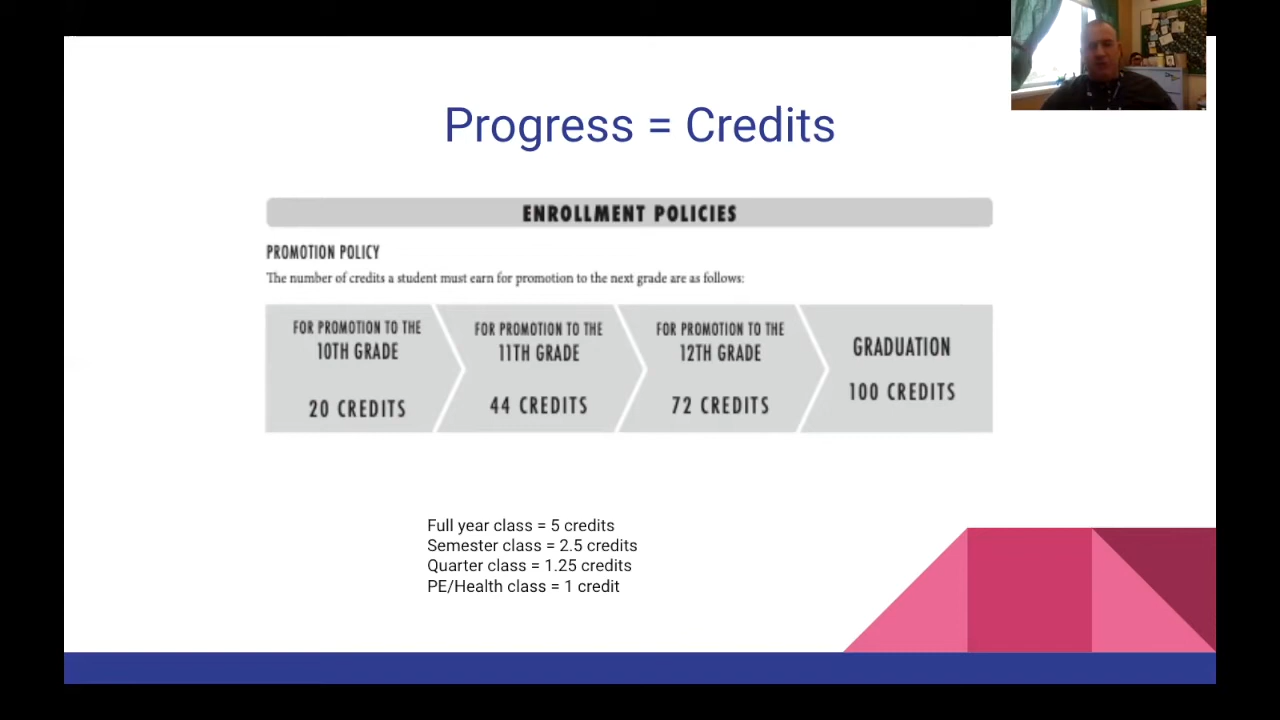 Progress = Credits
ENROLLMENT POLICIES
PROMOTION POLICY
The number of credits a student must earn for promotion to the next grade are as follows:
FOR PROMOTION TO THE
10TH GRADE
20 CREDITS
FOR PROMOTION TO THE
11TH GRADE
44 CREDITS
FOR PROMOTION TO THE
12TH GRADE
72 CREDITS
GRADUATION
100 CREDITS
Full year class = 5 credits
Semester class = 2.5 credits
Quarter class = 1.25 credits
PE/Health class = 1 credit